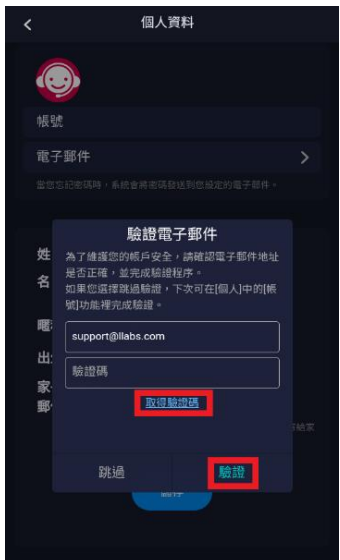 個人資料
帳號
電子郵件
當您忘記密碼時，系統會將密碼發送到您設定的電子郵件。
驗證電子郵件
姓
為了維護您的帳戶安全，請確認電子郵件地址
是否正確，並完成驗證程序。
名
如果您選擇跳過驗證，下次可在[個人]中的[帳
號]功能裡完成驗證。
暱
support@llabs.com
出
驗證碼
家
郵
取得驗證碼
跳過
驗證
儲存